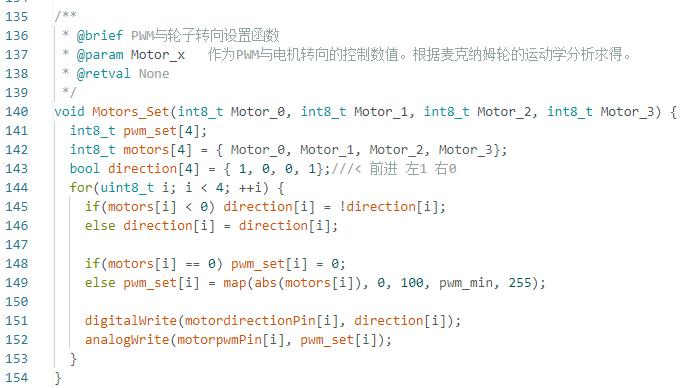 135 /**
136  * @brief PWM与轮子转向设置函数
137  * @param Motor_x   作为PWM与电机转向的控制数值。根据麦克纳姆轮的运动学分析求得。
138  * @retval None
139  */
140 void Motors_Set(int8_t Motor_0, int8_t Motor_1, int8_t Motor_2, int8_t Motor_3) {
141   int8_t pwm_set[4];
142   int8_t motors[4] = { Motor_0, Motor_1, Motor_2, Motor_3};
143   bool direction[4] = { 1, 0, 0, 1};///< 前进 左1 右0
144   for(uint8_t i; i < 4; ++i) {
145     if(motors[i] < 0) direction[i] = !direction[i];
146     else direction[i] = direction[i];
147
148     if(motors[i] == 0) pwm_set[i] = 0;
149     else pwm_set[i] = map(abs(motors[i]), 0, 100, pwm_min, 255);
150
151     digitalWrite(motordirectionPin[i], direction[i]);
152     analogWrite(motorpwmPin[i], pwm_set[i]);
153   }
154 }